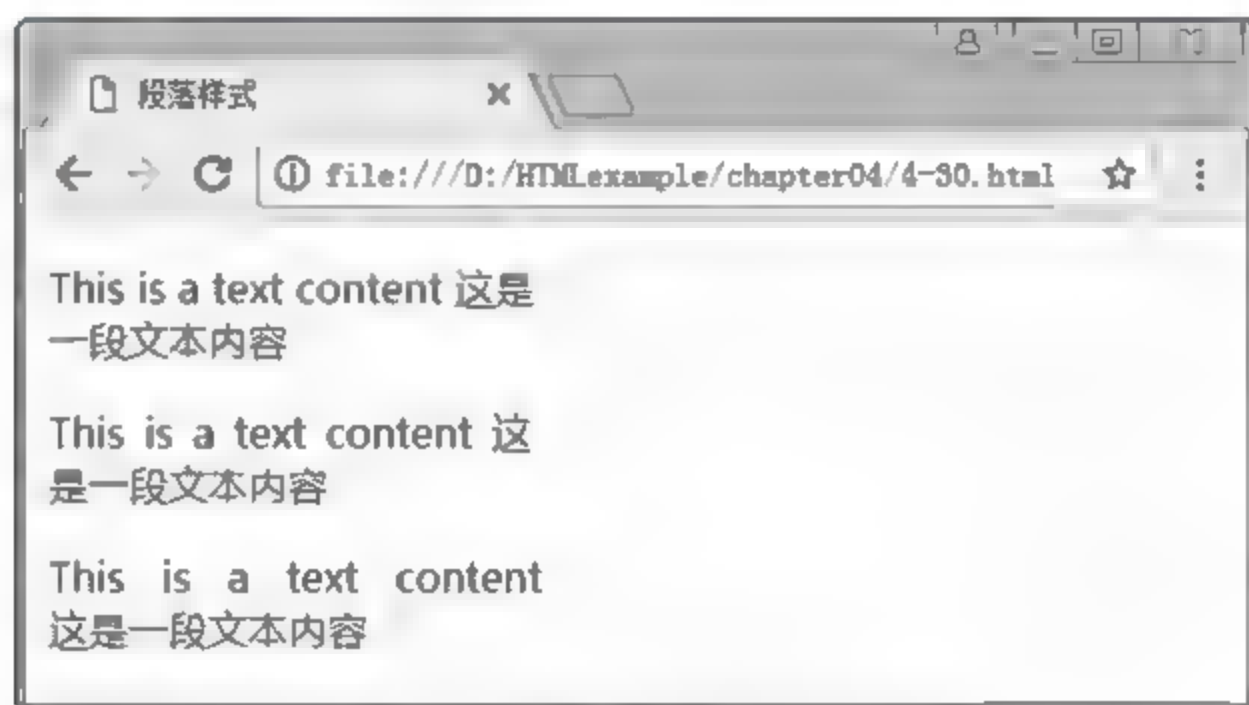 段落样式
file:///D:/HTMLexample/chapter04/4-30.html
This is a text content 这是
一段文本内容
This is a text content 这
是一段文本内容
This is a text content
这是一段文本内容